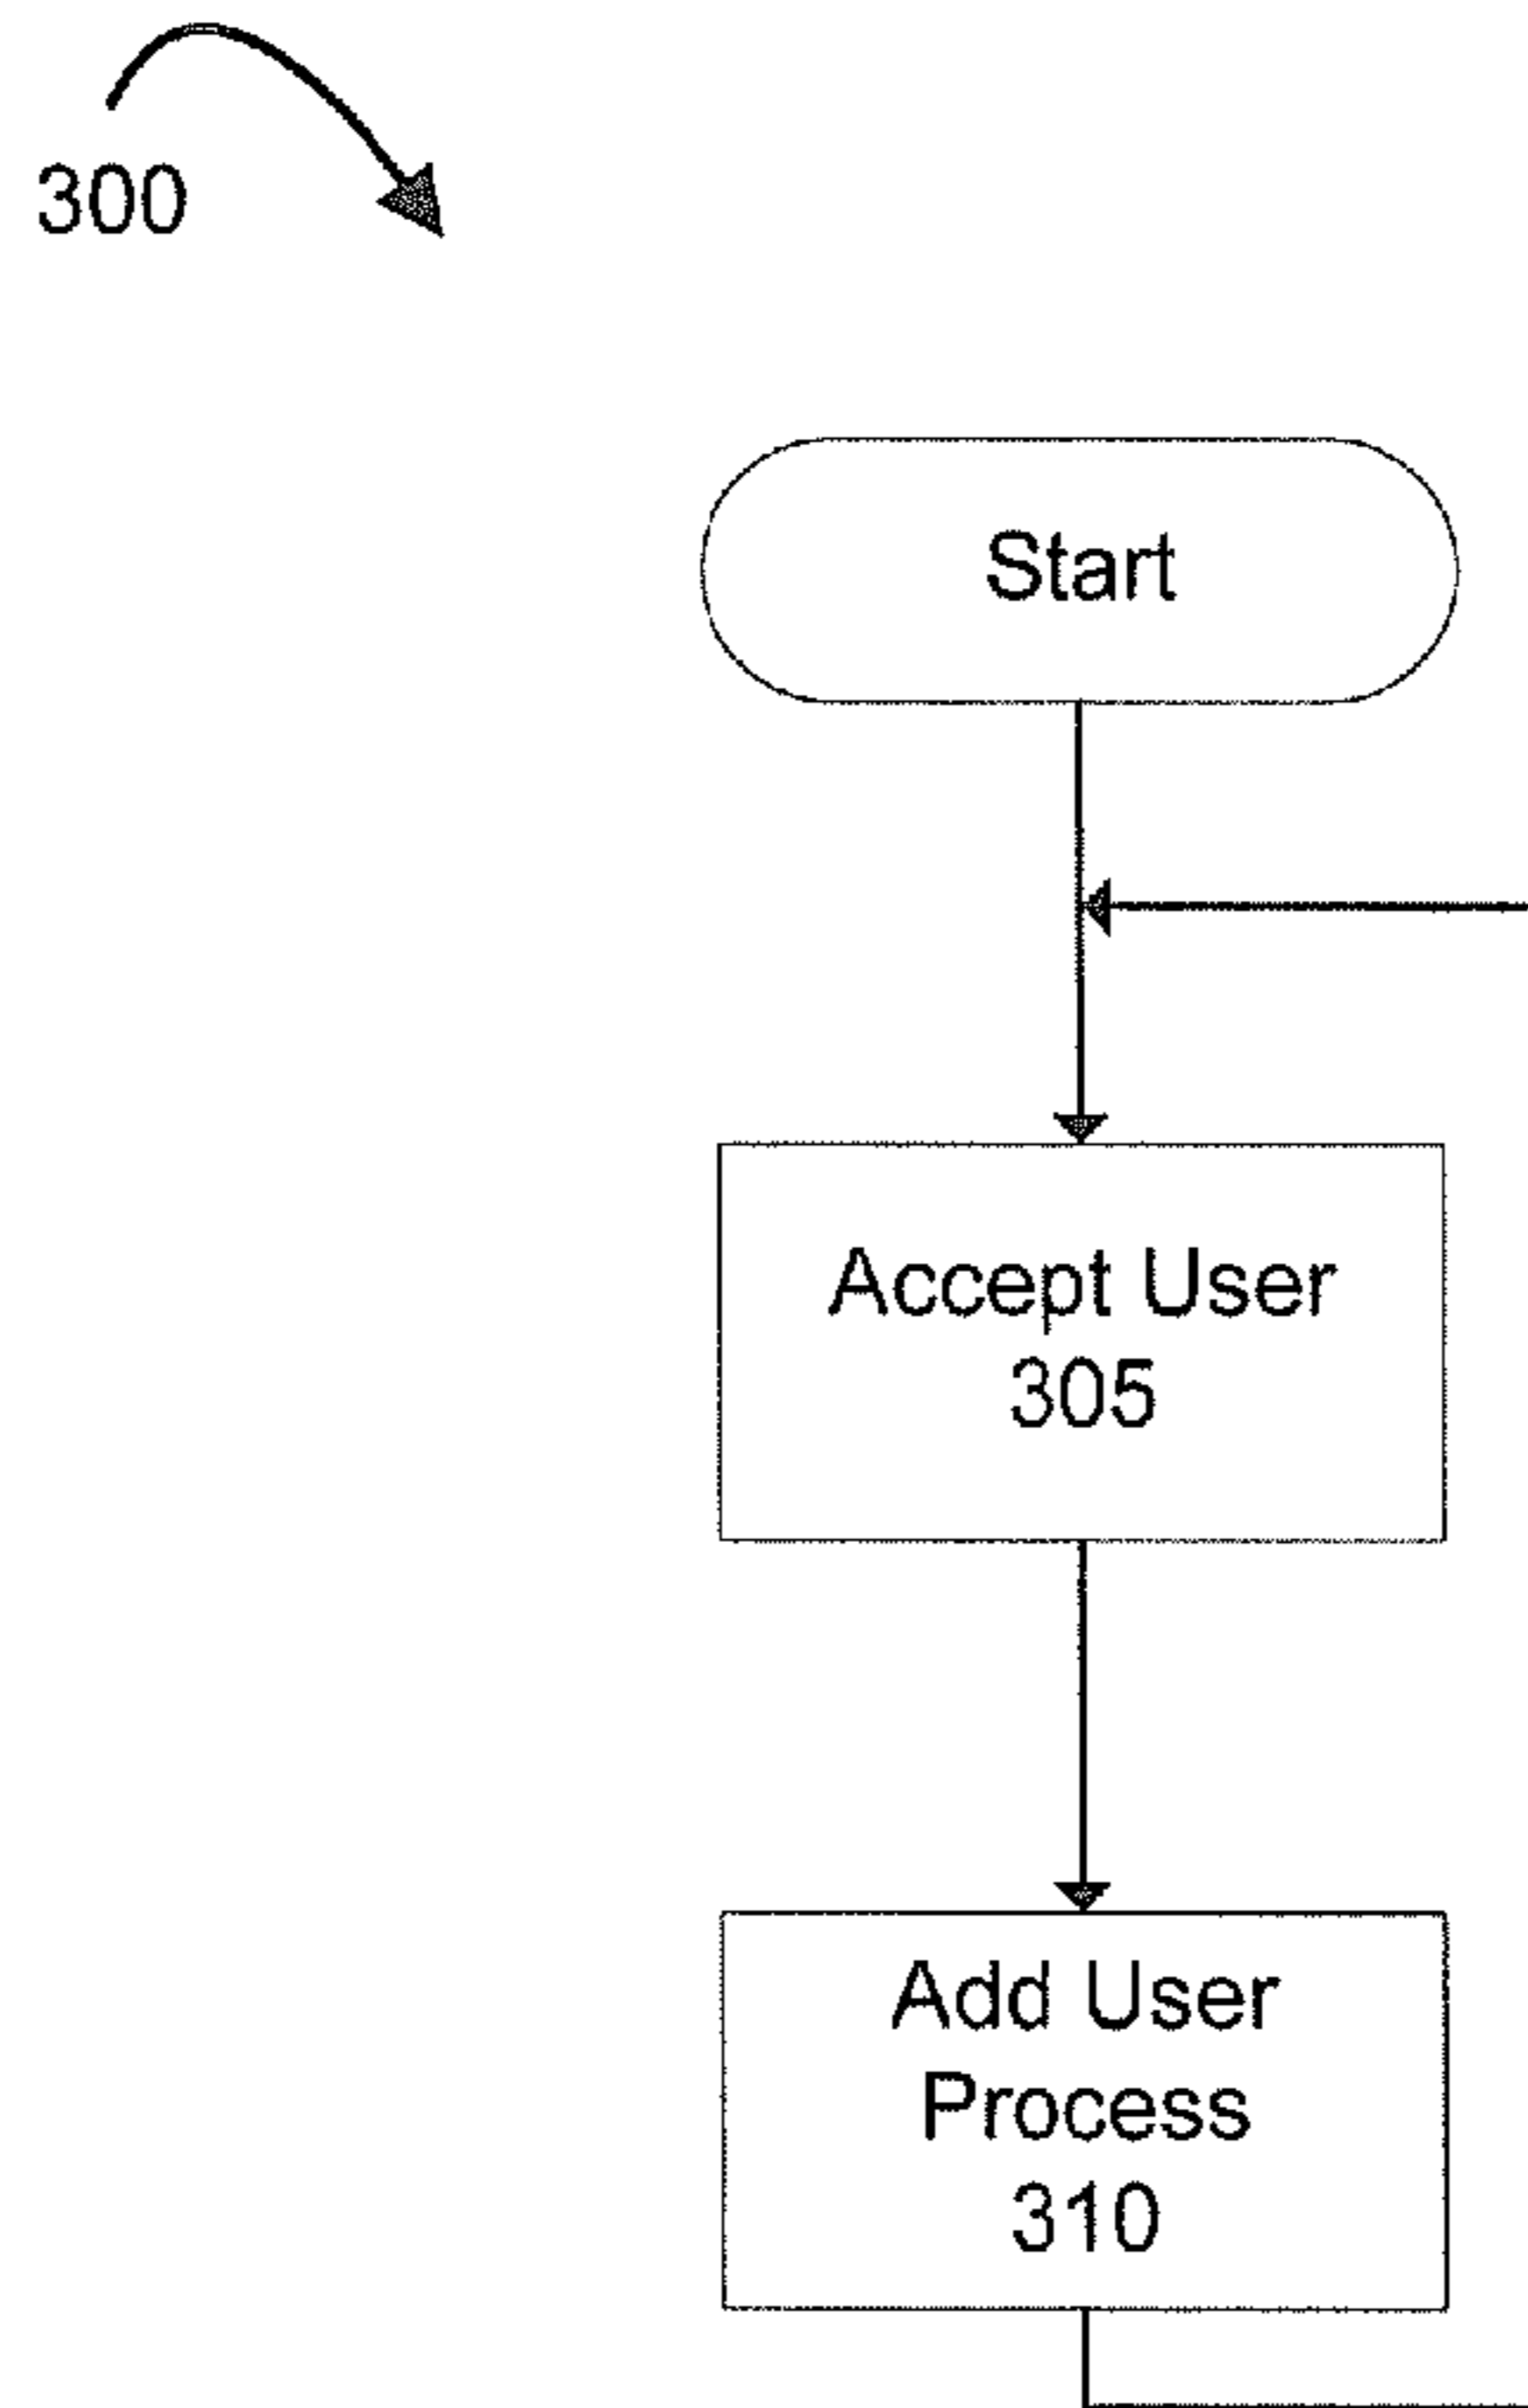 300
Start
Accept User
305
Add User
Process
310